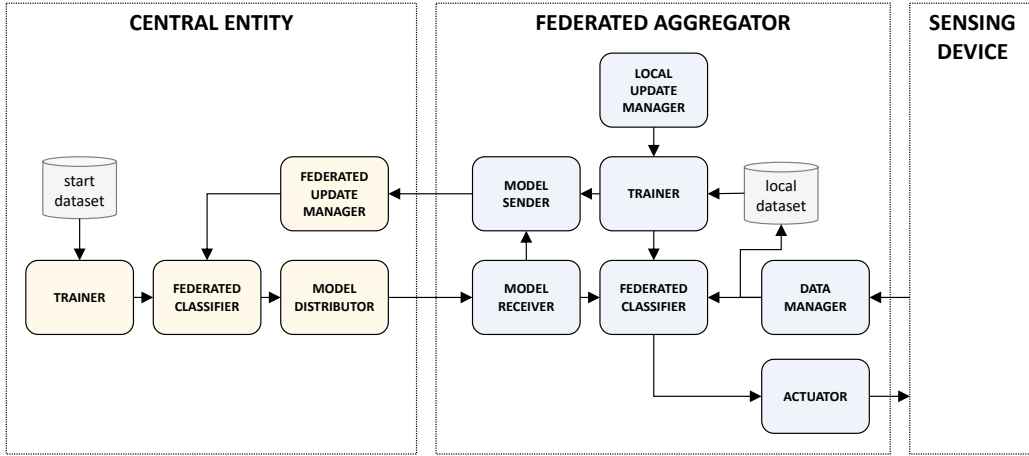 CENTRAL ENTITY
FEDERATED AGGREGATOR
SENSING
DEVICE
LOCAL
UPDATE
MANAGER
start
dataset
FEDERATED
UPDATE
MANAGER
MODEL
SENDER
TRAINER
local
dataset
TRAINER
FEDERATED
CLASSIFIER
MODEL
DISTRIBUTOR
MODEL
RECEIVER
FEDERATED
CLASSIFIER
DATA
MANAGER
ACTUATOR